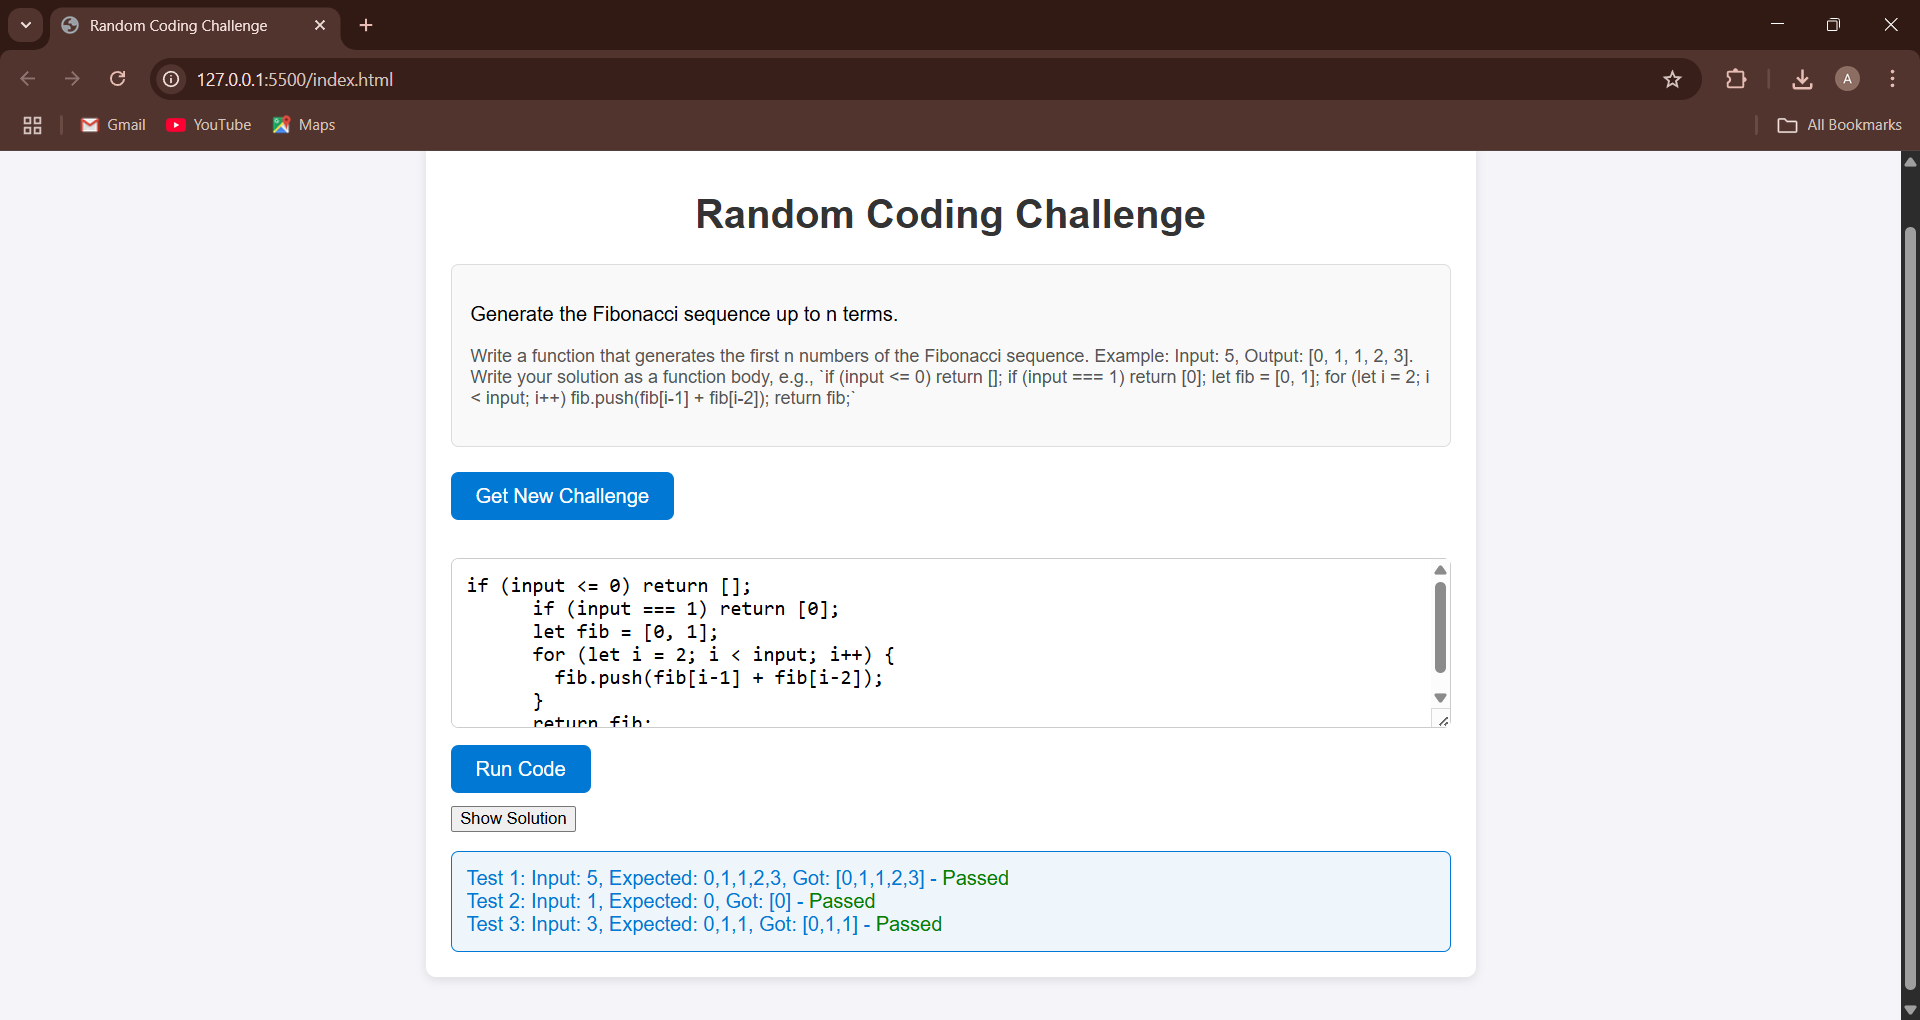 Random Coding Challenge
127.0.0.1:5500/index.html
A
Gmail
YouTube
Maps
All Bookmarks
Random Coding Challenge
Generate the Fibonacci sequence up to n terms.
Write a function that generates the first n numbers of the Fibonacci sequence. Example: Input: 5, Output: [0, 1, 1, 2, 3].
Write your solution as a function body, e.g., `if (input <= 0) return []; if (input === 1) return [0]; let fib = [0, 1]; for (let i = 2; i
< input; i++) fib.push(fib[i-1] + fib[i-2]); return fib;`
Get New Challenge
if (input <= 0) return [];
if (input === 1) return [0];
let fib = [0, 1];
for (let i = 2; i < input; i++) {
fib.push(fib[i-1] + fib[i-2]);
}
return fib;
Run Code
Show Solution
Test 1: Input: 5, Expected: 0,1,1,2,3, Got: [0,1,1,2,3] - Passed
Test 2: Input: 1, Expected: 0, Got: [0] - Passed
Test 3: Input: 3, Expected: 0,1,1, Got: [0,1,1] - Passed